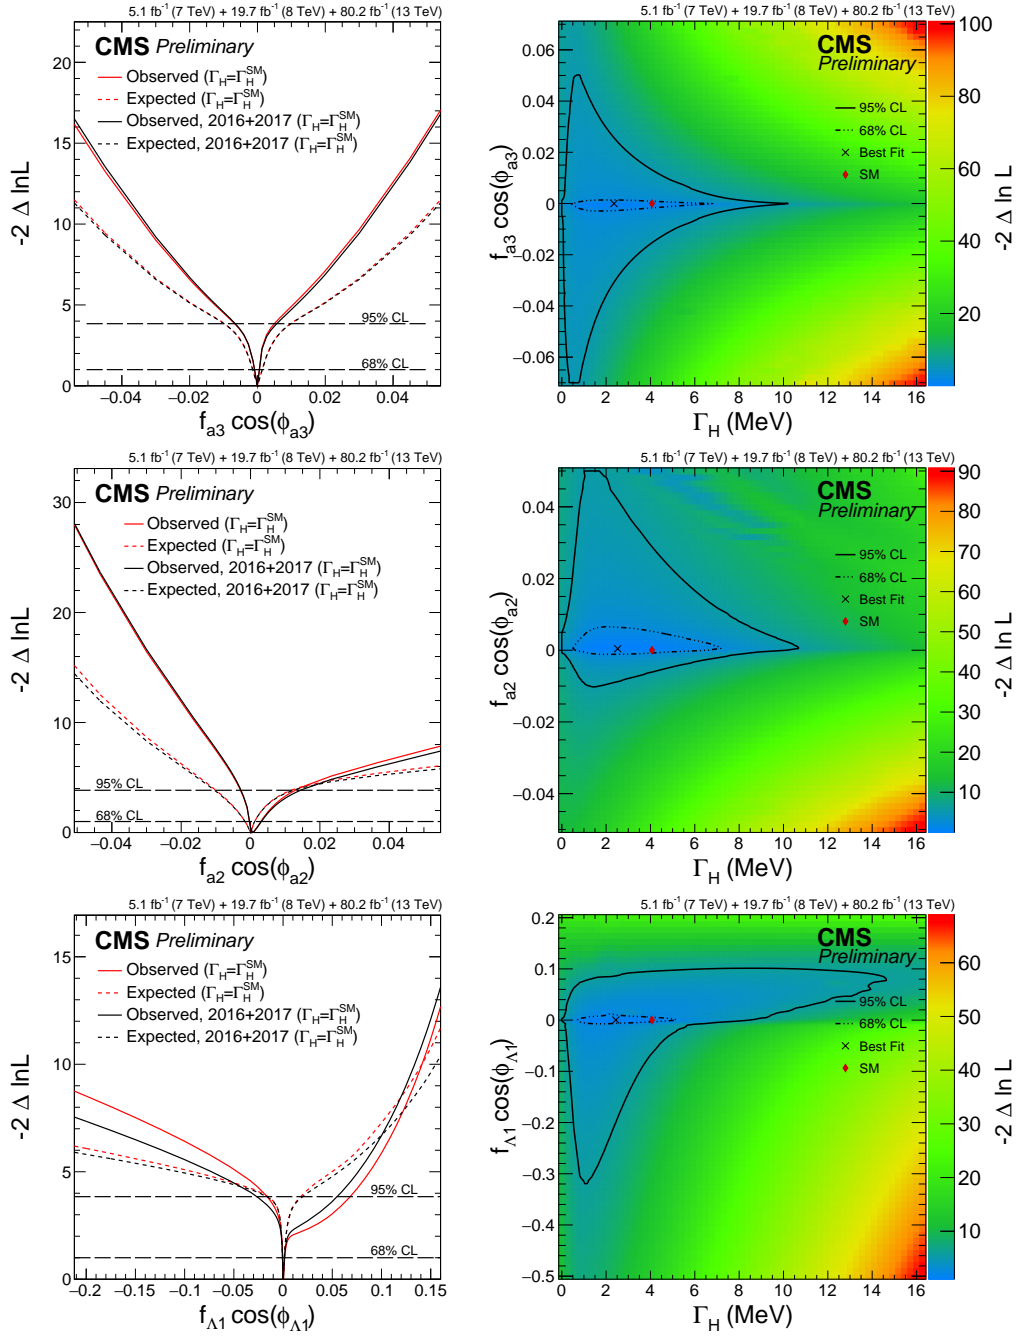 5.1 fb⁻¹ (7 TeV) + 19.7 fb⁻¹ (8 TeV) + 80.2 fb⁻¹ (13 TeV)
CMS Preliminary
Observed (Γ_H=Γ_H^SM)
Expected (Γ_H=Γ_H^SM)
Observed, 2016+2017 (Γ_H=Γ_H^SM)
Expected, 2016+2017 (Γ_H=Γ_H^SM)
-2 Δ lnL
20
15
10
5
0
95% CL
68% CL
−0.04 −0.02 0 0.02 0.04
f_a3 cos(ϕ_a3)
5.1 fb⁻¹ (7 TeV) + 19.7 fb⁻¹ (8 TeV) + 80.2 fb⁻¹ (13 TeV)
CMS
Preliminary
95% CL
68% CL
Best Fit
SM
f_a3 cos(ϕ_a3)
0.06
0.04
0.02
0
−0.02
−0.04
−0.06
0 2 4 6 8 10 12 14 16
Γ_H (MeV)
100
80
60
40
20
-2 Δ ln L
5.1 fb⁻¹ (7 TeV) + 19.7 fb⁻¹ (8 TeV) + 80.2 fb⁻¹ (13 TeV)
CMS Preliminary
Observed (Γ_H=Γ_H^SM)
Expected (Γ_H=Γ_H^SM)
Observed, 2016+2017 (Γ_H=Γ_H^SM)
Expected, 2016+2017 (Γ_H=Γ_H^SM)
-2 Δ lnL
30
20
10
0
95% CL
68% CL
−0.04 −0.02 0 0.02 0.04
f_a2 cos(ϕ_a2)
5.1 fb⁻¹ (7 TeV) + 19.7 fb⁻¹ (8 TeV) + 80.2 fb⁻¹ (13 TeV)
CMS
Preliminary
95% CL
68% CL
Best Fit
SM
f_a2 cos(ϕ_a2)
0.04
0.02
0
−0.02
−0.04
0 2 4 6 8 10 12 14 16
Γ_H (MeV)
90
80
70
60
50
40
30
20
10
-2 Δ ln L
5.1 fb⁻¹ (7 TeV) + 19.7 fb⁻¹ (8 TeV) + 80.2 fb⁻¹ (13 TeV)
CMS Preliminary
Observed (Γ_H=Γ_H^SM)
Expected (Γ_H=Γ_H^SM)
Observed, 2016+2017 (Γ_H=Γ_H^SM)
Expected, 2016+2017 (Γ_H=Γ_H^SM)
-2 Δ lnL
15
10
5
0
95% CL
68% CL
−0.2 −0.15 −0.1 −0.05 0 0.05 0.1 0.15
f_Λ1 cos(ϕ_Λ1)
5.1 fb⁻¹ (7 TeV) + 19.7 fb⁻¹ (8 TeV) + 80.2 fb⁻¹ (13 TeV)
CMS
Preliminary
95% CL
68% CL
Best Fit
SM
f_Λ1 cos(ϕ_Λ1)
0.2
0.1
0
−0.1
−0.2
−0.3
−0.4
−0.5
0 2 4 6 8 10 12 14 16
Γ_H (MeV)
60
50
40
30
20
10
-2 Δ ln L